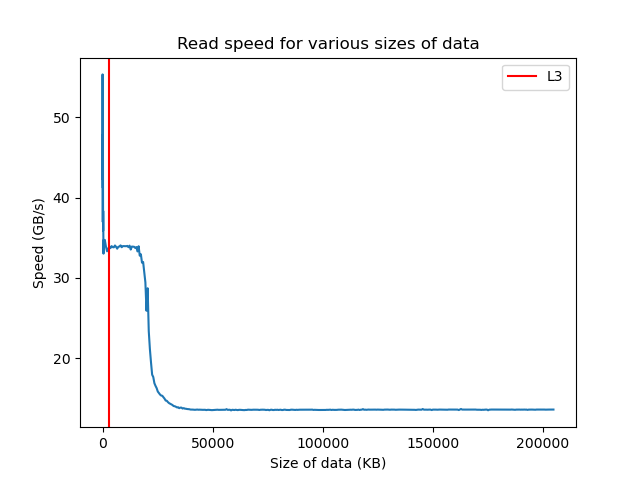 Read speed for various sizes of data
L3
50
40
30
20
Speed (GB/s)
0
50000
100000
150000
200000
Size of data (KB)